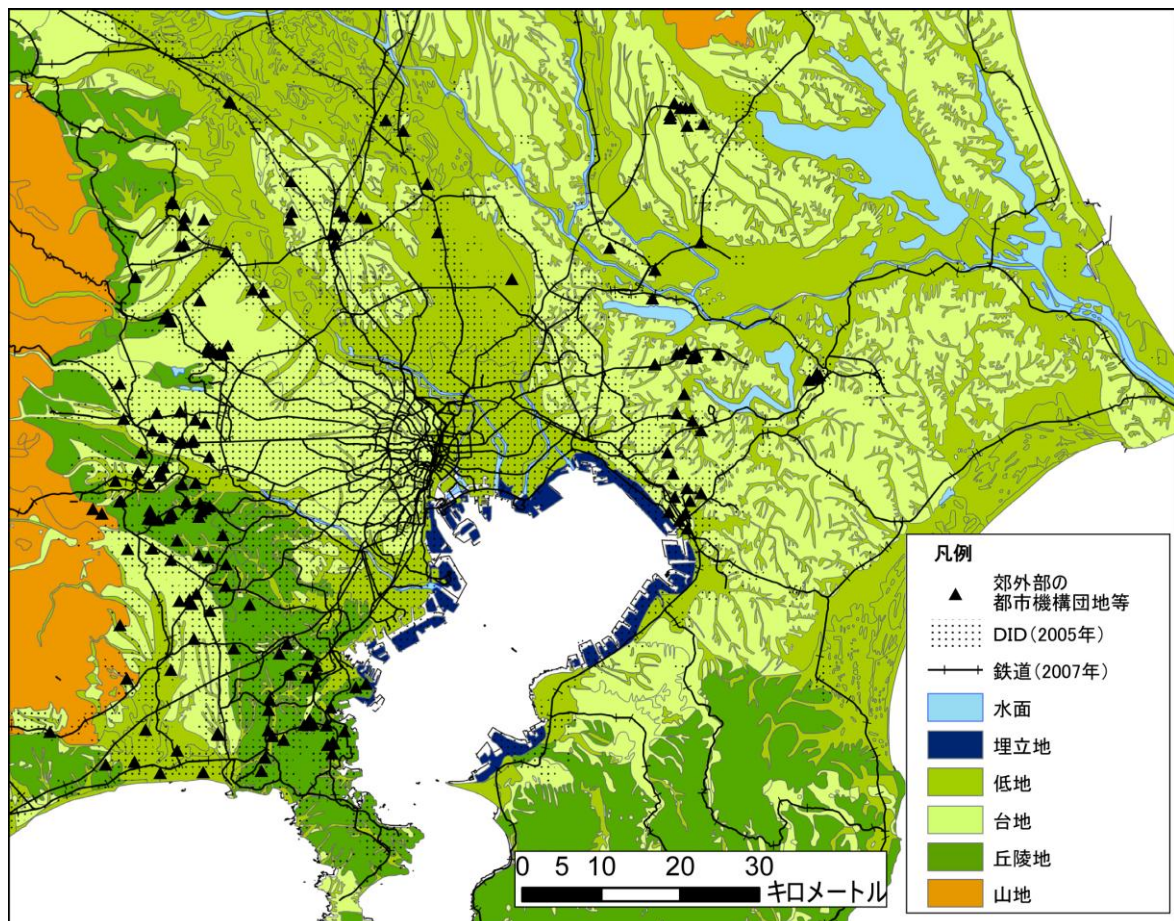 凡例
郊外部の
都市機構団地等
DID(2005年)
鉄道(2007年)
水面
埋立地
低地
台地
丘陵地
山地
0 5 10 20 30
キロメートル